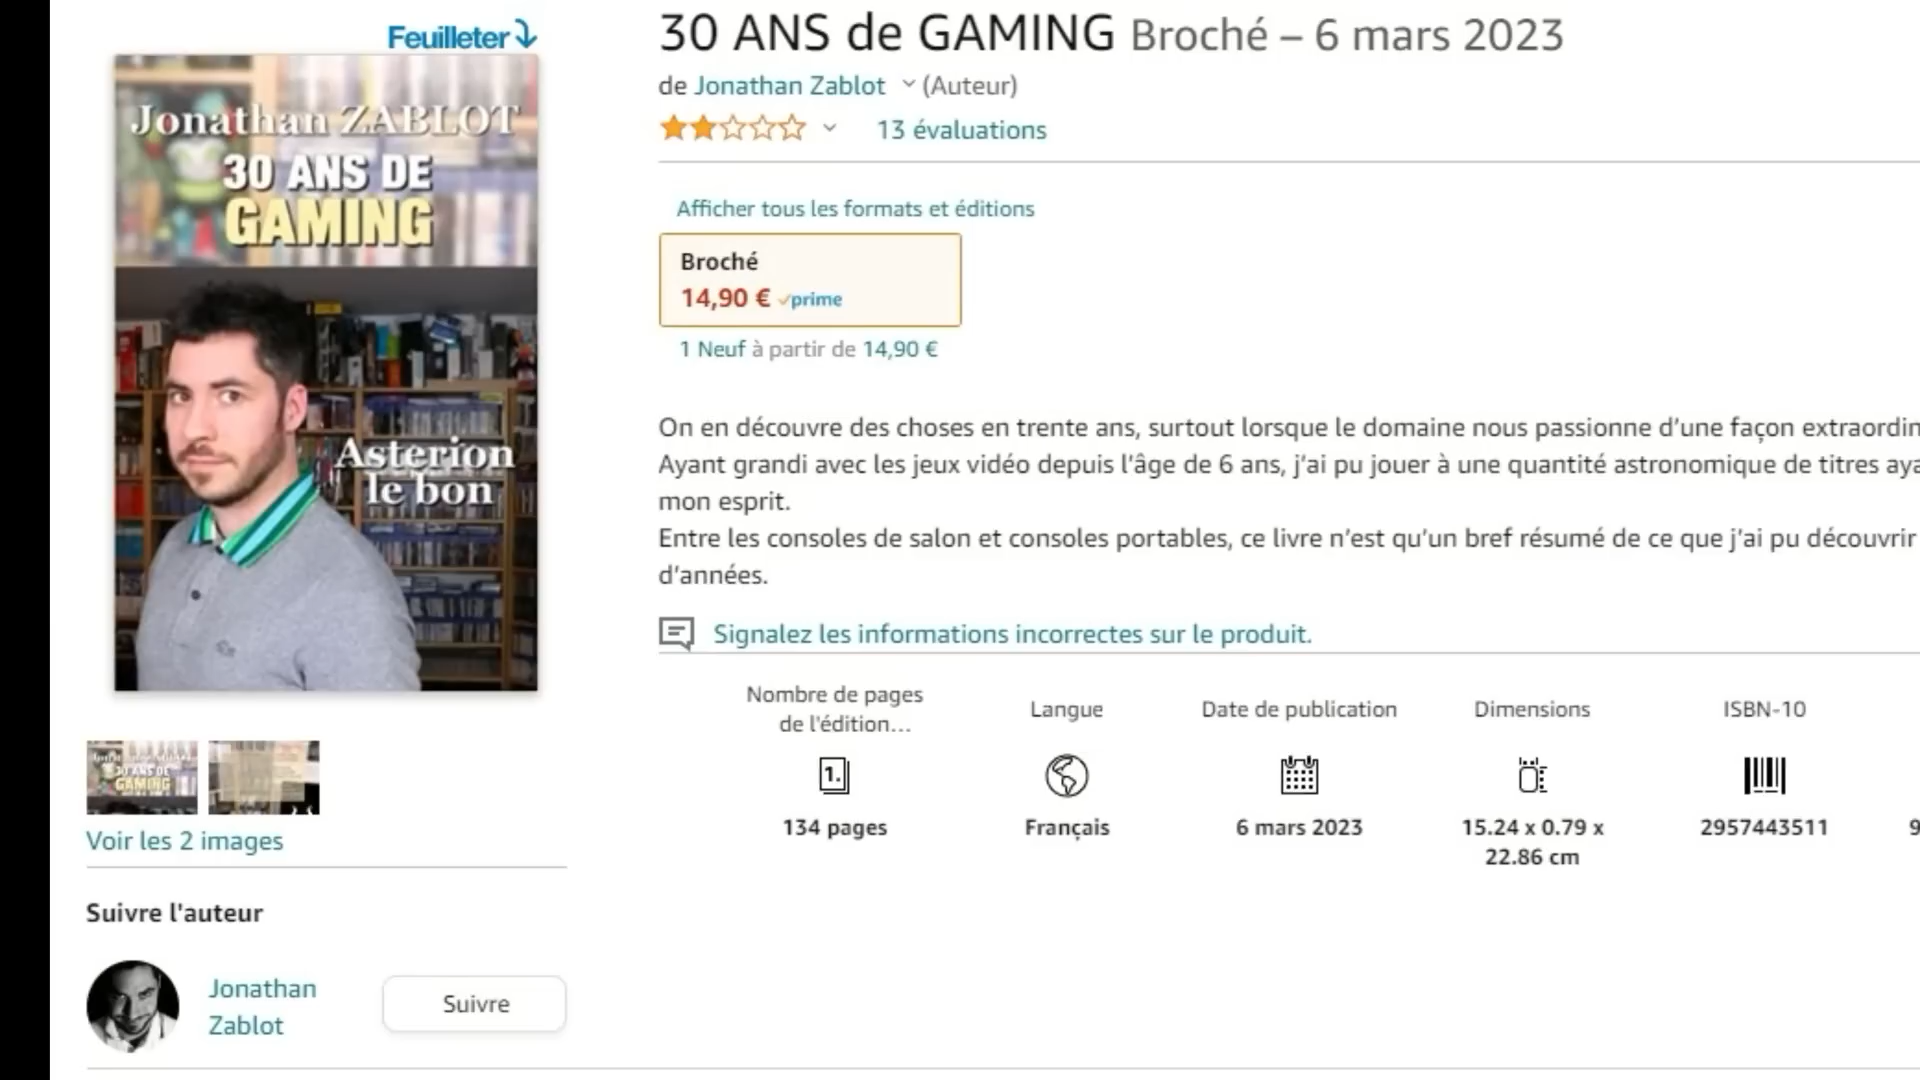 Feuilleter
Jonathan ZABLOT
30 ANS DE
GAMING
Asterion
le bon
30 ANS DE
GAMING
Voir les 2 images
Suivre l'auteur
Jonathan
Zablot
Suivre
30 ANS de GAMING Broché – 6 mars 2023
de Jonathan Zablot (Auteur)
13 évaluations
Afficher tous les formats et éditions
Broché
14,90 € prime
1 Neuf à partir de 14,90 €
On en découvre des choses en trente ans, surtout lorsque le domaine nous passionne d’une façon extraordin
Ayant grandi avec les jeux vidéo depuis l’âge de 6 ans, j’ai pu jouer à une quantité astronomique de titres aya
mon esprit.
Entre les consoles de salon et consoles portables, ce livre n’est qu’un bref résumé de ce que j’ai pu découvrir
d’années.
Signalez les informations incorrectes sur le produit.
Nombre de pages
de l'édition...
1.
134 pages
Langue
Français
Date de publication
6 mars 2023
Dimensions
15.24 x 0.79 x
22.86 cm
ISBN-10
2957443511
9